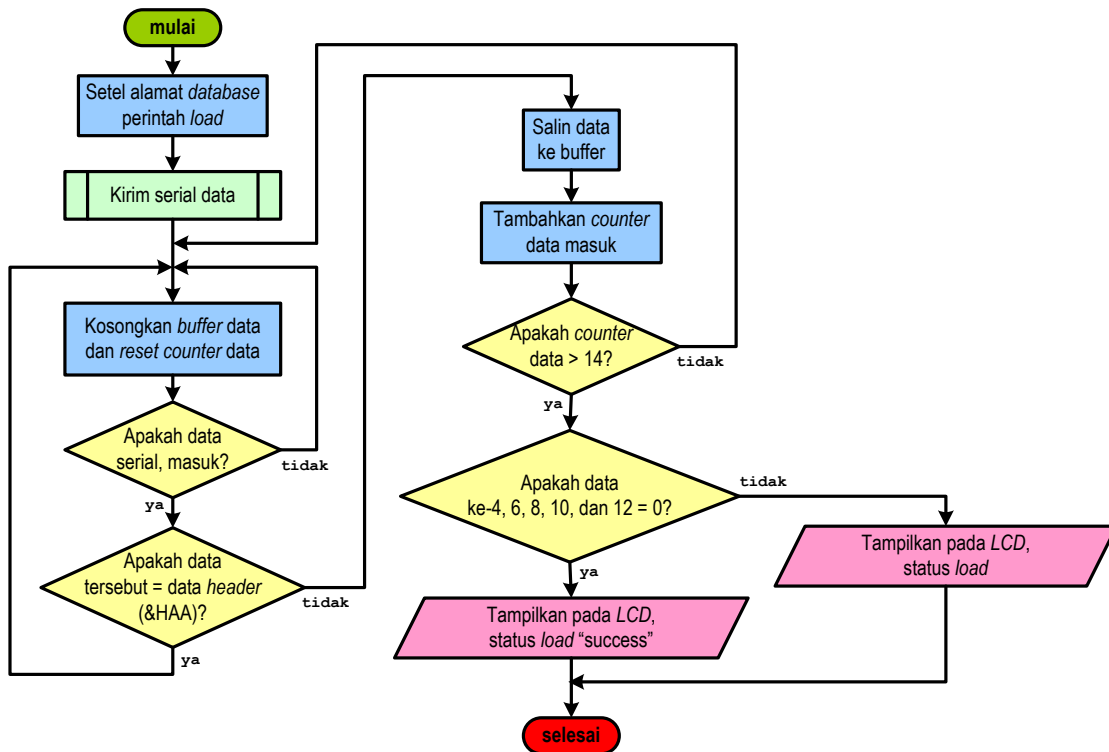 mulai
Setel alamat database
perintah load
Kirim serial data
Kosongkan buffer data
dan reset counter data
Apakah data
serial, masuk?
tidak
ya
Apakah data
tersebut = data header
(&HAA)?
tidak
ya
Salin data
ke buffer
Tambahkan counter
data masuk
Apakah counter
data > 14?
tidak
ya
Apakah data
ke-4, 6, 8, 10, dan 12 = 0?
tidak
ya
Tampilkan pada LCD,
status load
Tampilkan pada LCD,
status load “success”
selesai